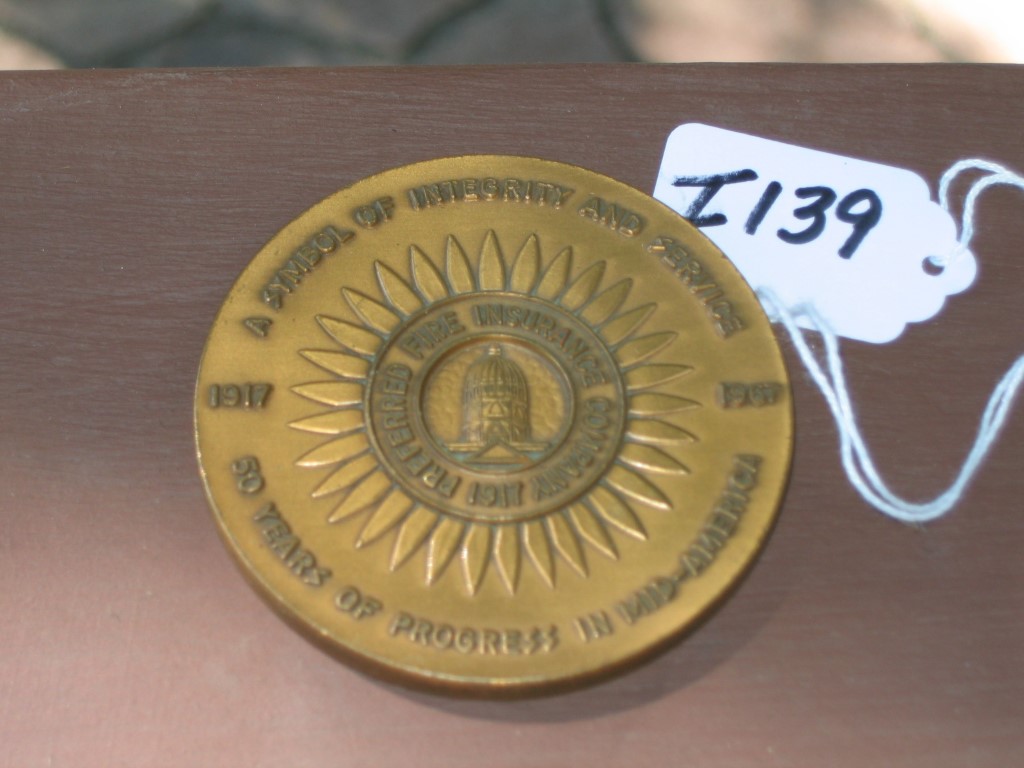 A SYMBOL OF INTEGRITY AND SERVICE
1917
1967
50 YEARS OF PROGRESS IN MID-AMERICA
PREFERRED FIRE INSURANCE COMPANY
I139